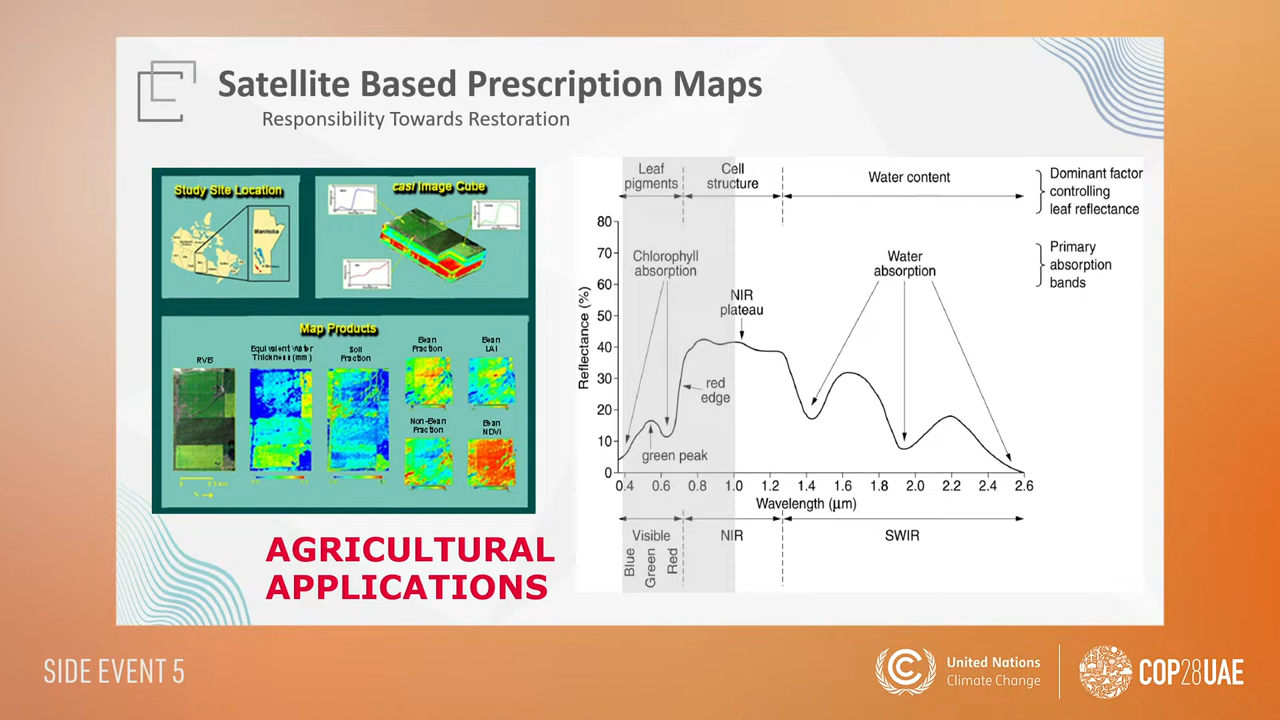 Satellite Based Prescription Maps
Responsibility Towards Restoration
Study Site Location
Manitoba
casi Image Cube
Map Products
RVB
Equivalent Water
Thickness (mm)
Soil
Fraction
Bean
Fraction
Bean
LAI
Non-Bean
Fraction
Bean
NDVI
AGRICULTURAL
APPLICATIONS
Leaf
pigments
Cell
structure
Water content
Dominant factor
controlling
leaf reflectance
Chlorophyll
absorption
Water
absorption
Primary
absorption
bands
NIR
plateau
red
edge
green peak
Reflectance (%)
80
70
60
50
40
30
20
10
0
0.4 0.6 0.8 1.0 1.2 1.4 1.6 1.8 2.0 2.2 2.4 2.6
Wavelength (μm)
Visible
NIR
SWIR
Blue
Green
Red
SIDE EVENT 5
United Nations
Climate Change
COP28UAE